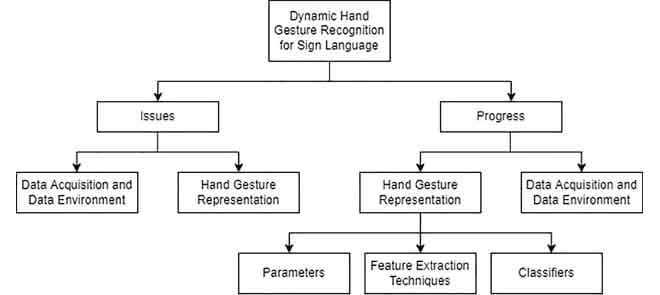 Dynamic Hand
Gesture Recognition
for Sign Language
Issues
Progress
Data Acquisition and
Data Environment
Hand Gesture
Representation
Hand Gesture
Representation
Data Acquisition and
Data Environment
Parameters
Feature Extraction
Techniques
Classifiers